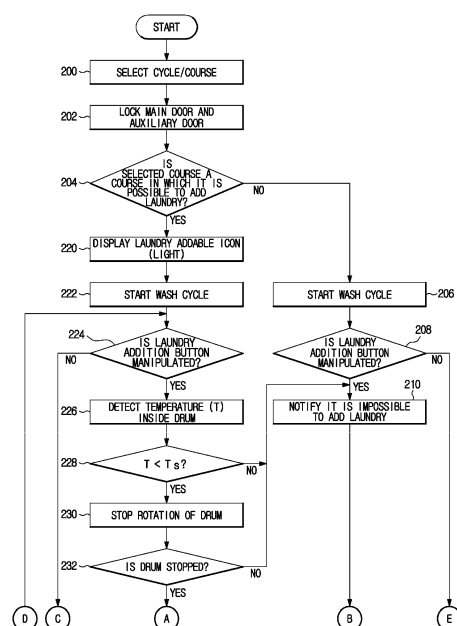 START
200
SELECT CYCLE/COURSE
202
LOCK MAIN DOOR AND
AUXILIARY DOOR
204
IS
SELECTED COURSE A
COURSE IN WHICH IT IS
POSSIBLE TO ADD
LAUNDRY?
NO
YES
220
DISPLAY LAUNDRY ADDABLE ICON
(LIGHT)
222
START WASH CYCLE
START WASH CYCLE
206
224
IS LAUNDRY
ADDITION BUTTON
MANIPULATED?
NO
YES
208
IS LAUNDRY
ADDITION BUTTON
MANIPULATED?
NO
YES
210
226
DETECT TEMPERATURE (T)
INSIDE DRUM
NOTIFY IT IS IMPOSSIBLE
TO ADD LAUNDRY
228
T < Ts?
NO
YES
230
STOP ROTATION OF DRUM
232
IS DRUM STOPPED?
NO
YES
D
C
A
B
E